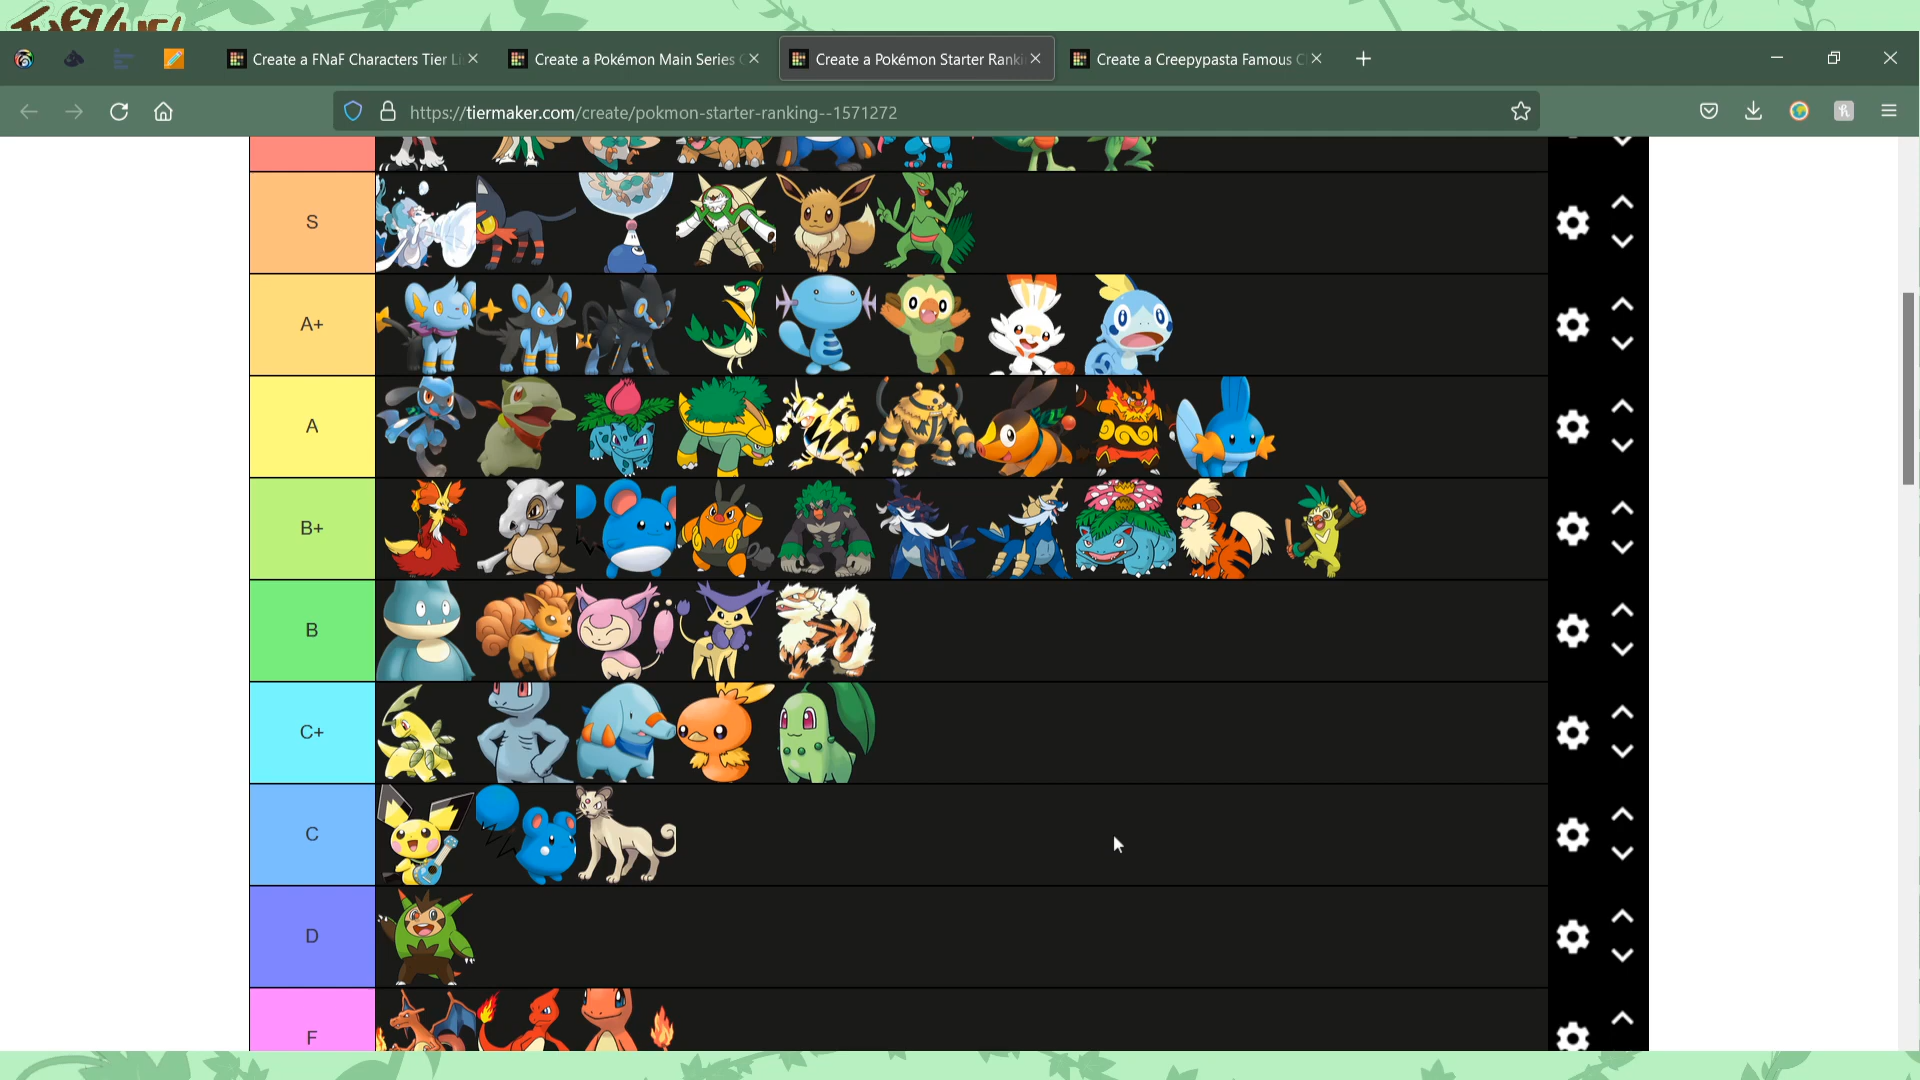 Create a FNaF Characters Tier Li
Create a Pokémon Main Series
Create a Pokémon Starter Ranki
Create a Creepypasta Famous C
https://tiermaker.com/create/pokmon-starter-ranking--1571272
S
A+
A
B+
B
C+
C
D
F